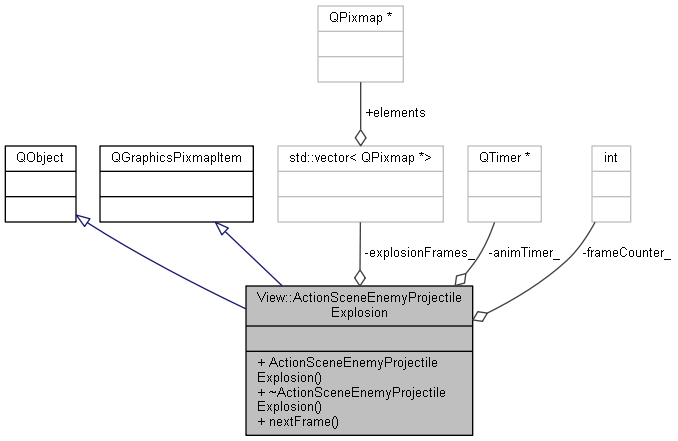 QPixmap *
+elements
QObject
QGraphicsPixmapItem
std::vector< QPixmap *>
QTimer *
int
-explosionFrames_
-animTimer_
-frameCounter_
View::ActionSceneEnemyProjectile
Explosion
+ ActionSceneEnemyProjectile
Explosion()
+ ~ActionSceneEnemyProjectile
Explosion()
+ nextFrame()